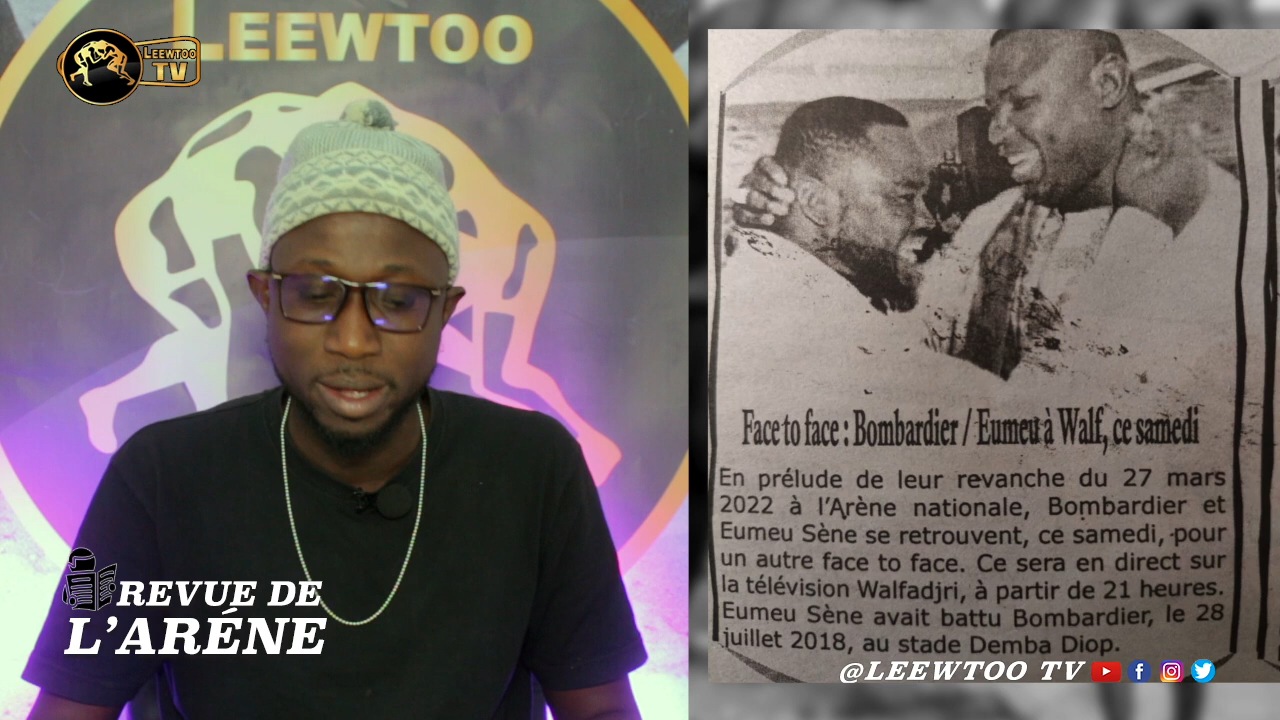 LEEWTOO
LEEWTOO
TV
REVUE DE
L'ARÉNE
Face to face : Bombardier / Eumeu à Walf, ce samedi
En prélude de leur revanche du 27 mars
2022 à l'Arène nationale, Bombardier et
Eumeu Sène se retrouvent, ce samedi, pour
un autre face to face. Ce sera en direct sur
la télévision Walfadjri, à partir de 21 heures.
Eumeu Sène avait battu Bombardier, le 28
juillet 2018, au stade Demba Diop.
@LEEWTOO TV